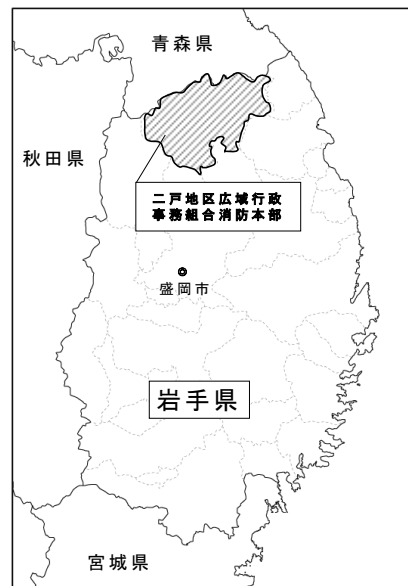 青森県
秋田県
二戸地区広域行政
事務組合消防本部
盛岡市
岩手県
宮城県